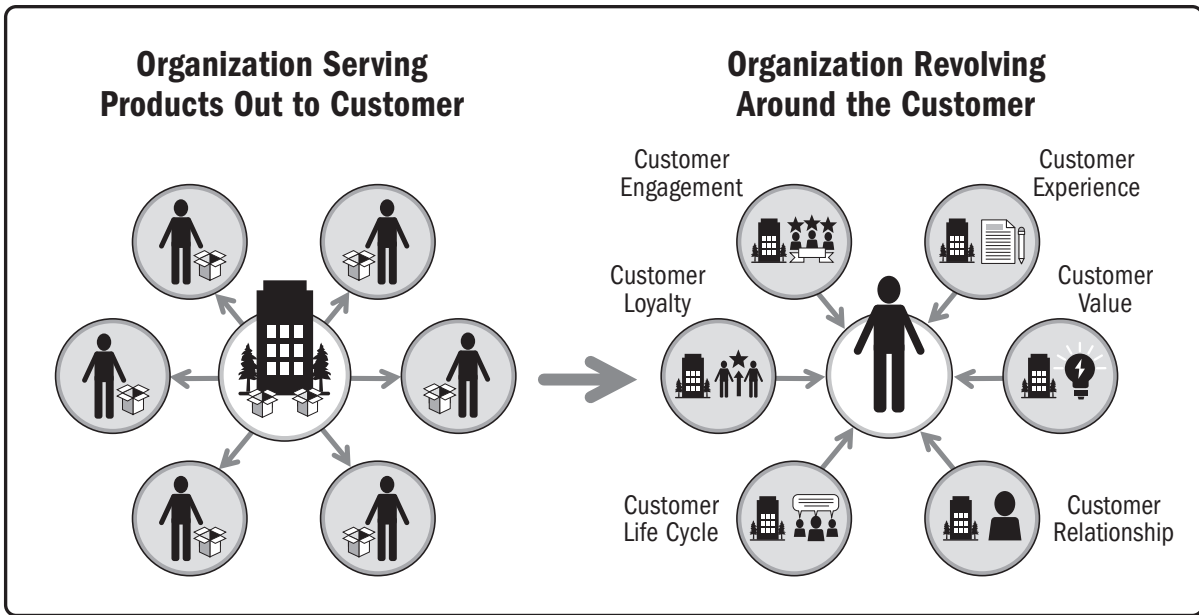 Organization Serving
Products Out to Customer
Organization Revolving
Around the Customer
Customer
Engagement
Customer
Experience
Customer
Loyalty
Customer
Value
Customer
Life Cycle
Customer
Relationship